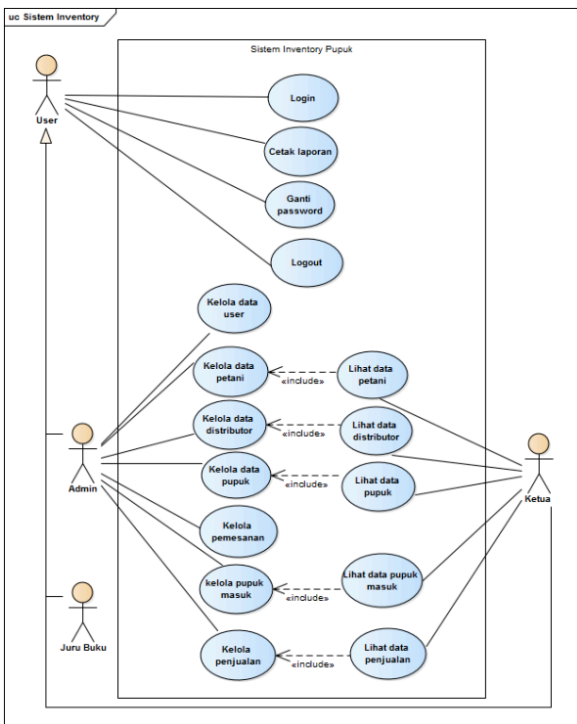 uc Sistem Inventory
Sistem Inventory Pupuk
User
Login
Cetak laporan
Ganti
password
Logout
Kelola data
user
Kelola data
petani
«include»
Lihat data
petani
Kelola data
distributor
«include»
Lihat data
distributor
Admin
Kelola data
pupuk
«include»
Lihat data
pupuk
Ketua
Kelola
pemesanan
kelola pupuk
masuk
«include»
Lihat data pupuk
masuk
Juru Buku
Kelola
penjualan
«include»
Lihat data
penjualan